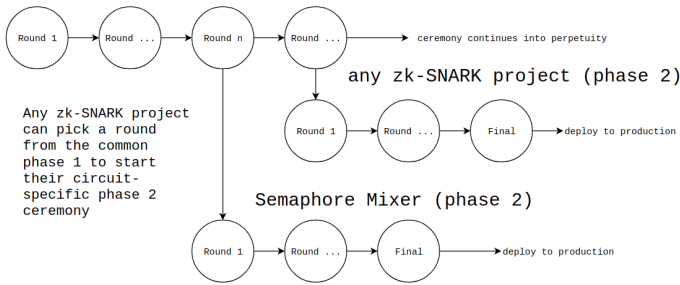 Round 1
Round ...
Round n
Round ...
ceremony continues into perpetuity
any zk-SNARK project (phase 2)
Any zk-SNARK project
can pick a round
from the common
phase 1 to start
their circuit-
specific phase 2
ceremony
Round 1
Round ...
Final
deploy to production
Semaphore Mixer (phase 2)
Round 1
Round ...
Final
deploy to production